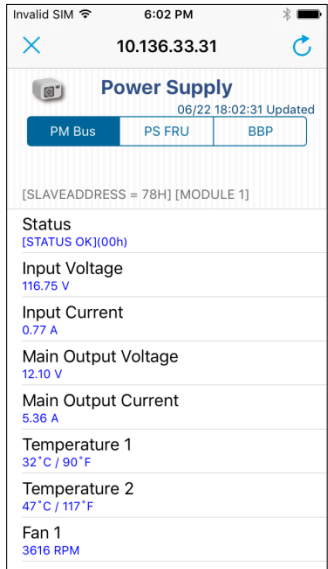 Invalid SIM 6:02 PM
10.136.33.31
Power Supply
06/22 18:02:31 Updated
PM Bus PS FRU BBP
[SLAVEADDRESS = 78H] [MODULE 1]
Status
[STATUS OK](00h)
Input Voltage
116.75 V
Input Current
0.77 A
Main Output Voltage
12.10 V
Main Output Current
5.36 A
Temperature 1
32°C / 90°F
Temperature 2
47°C / 117°F
Fan 1
3616 RPM